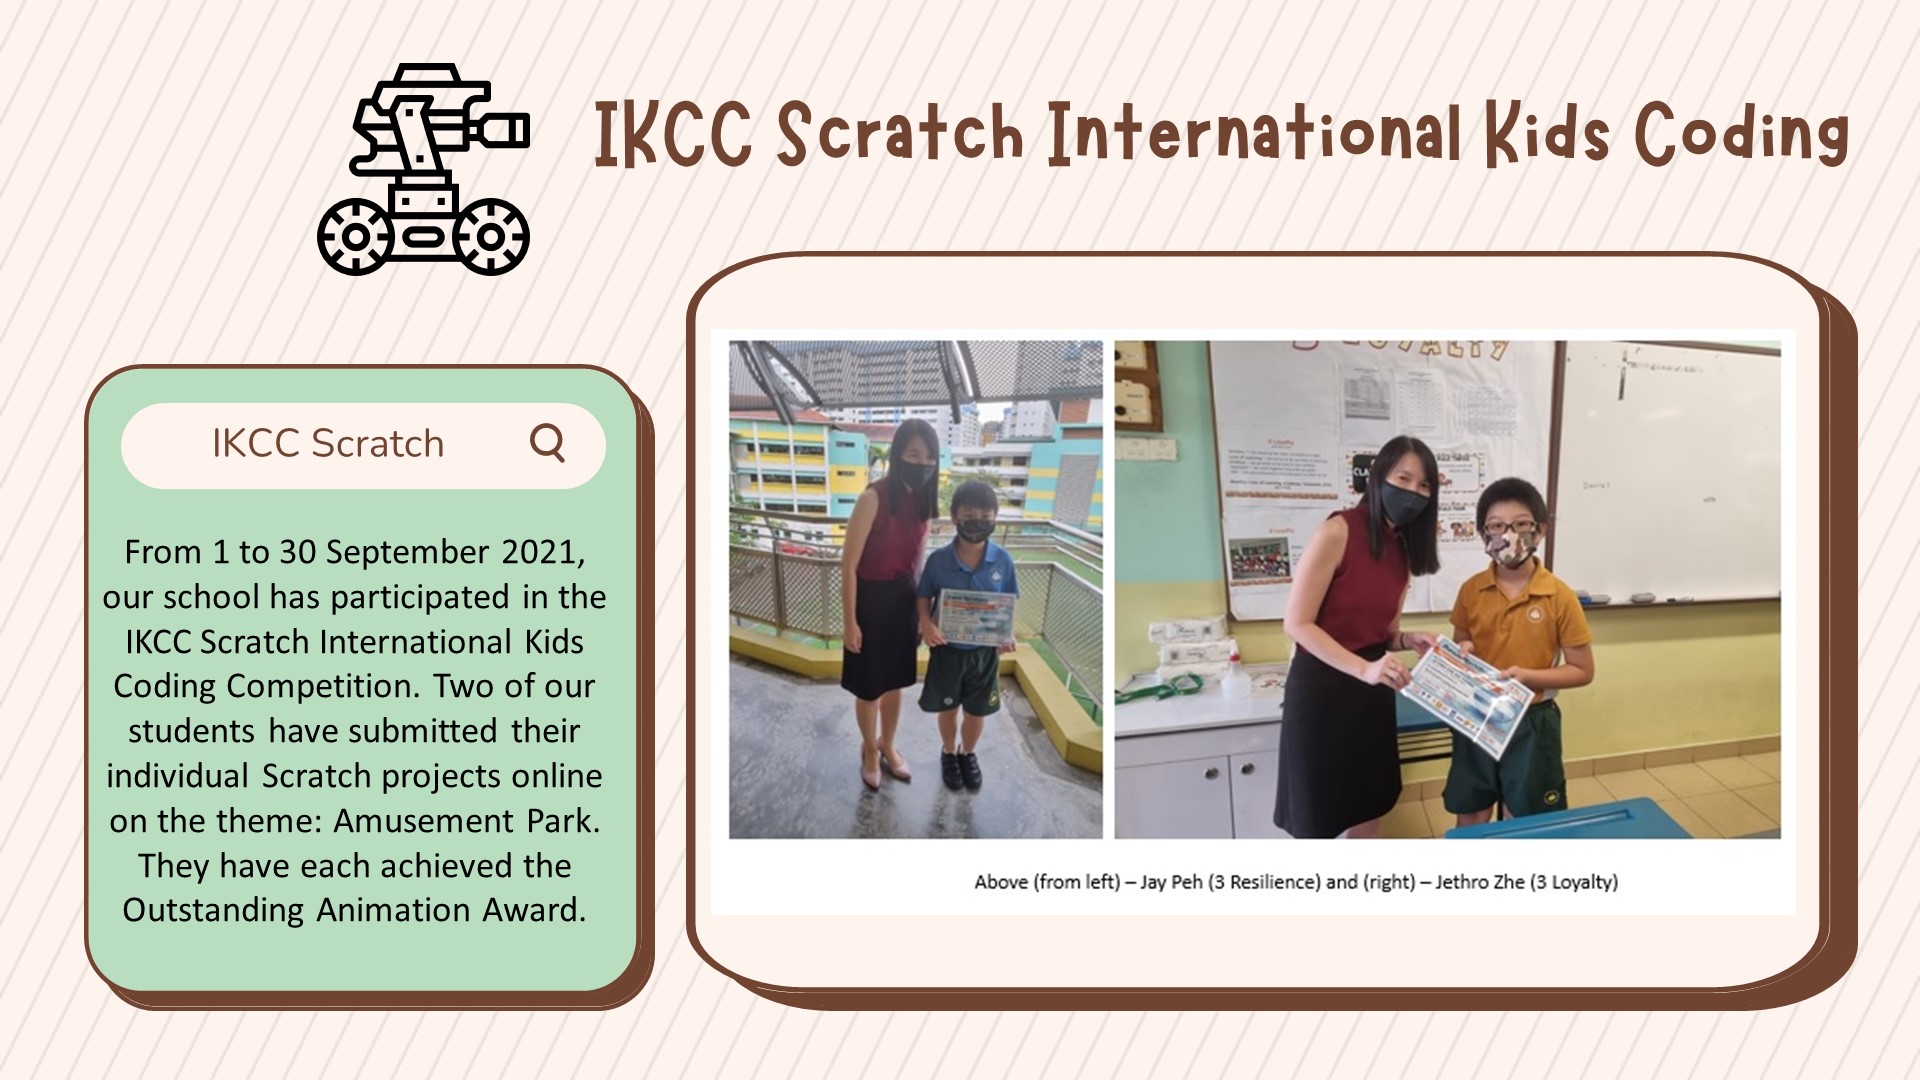 IKCC Scratch International Kids Coding
IKCC Scratch
From 1 to 30 September 2021,
our school has participated in the
IKCC Scratch International Kids
Coding Competition. Two of our
students have submitted their
individual Scratch projects online
on the theme: Amusement Park.
They have each achieved the
Outstanding Animation Award.
LOYALTY
Above (from left) – Jay Peh (3 Resilience) and (right) – Jethro Zhe (3 Loyalty)